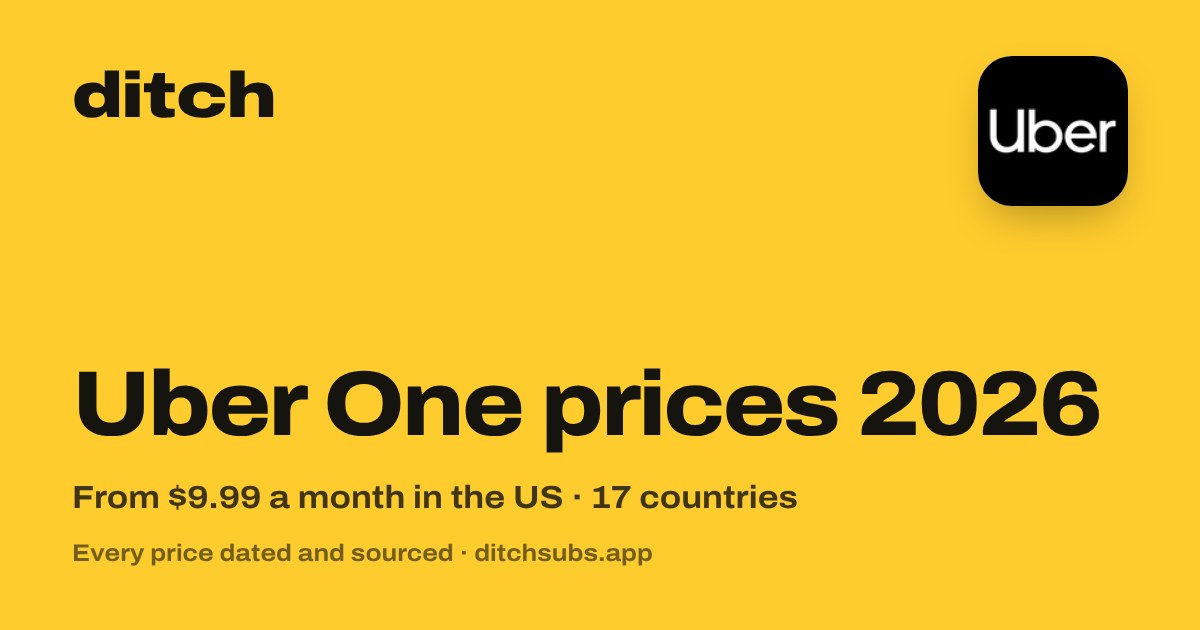 ditch
Uber
Uber One prices 2026
From $9.99 a month in the US · 17 countries
Every price dated and sourced · ditchsubs.app